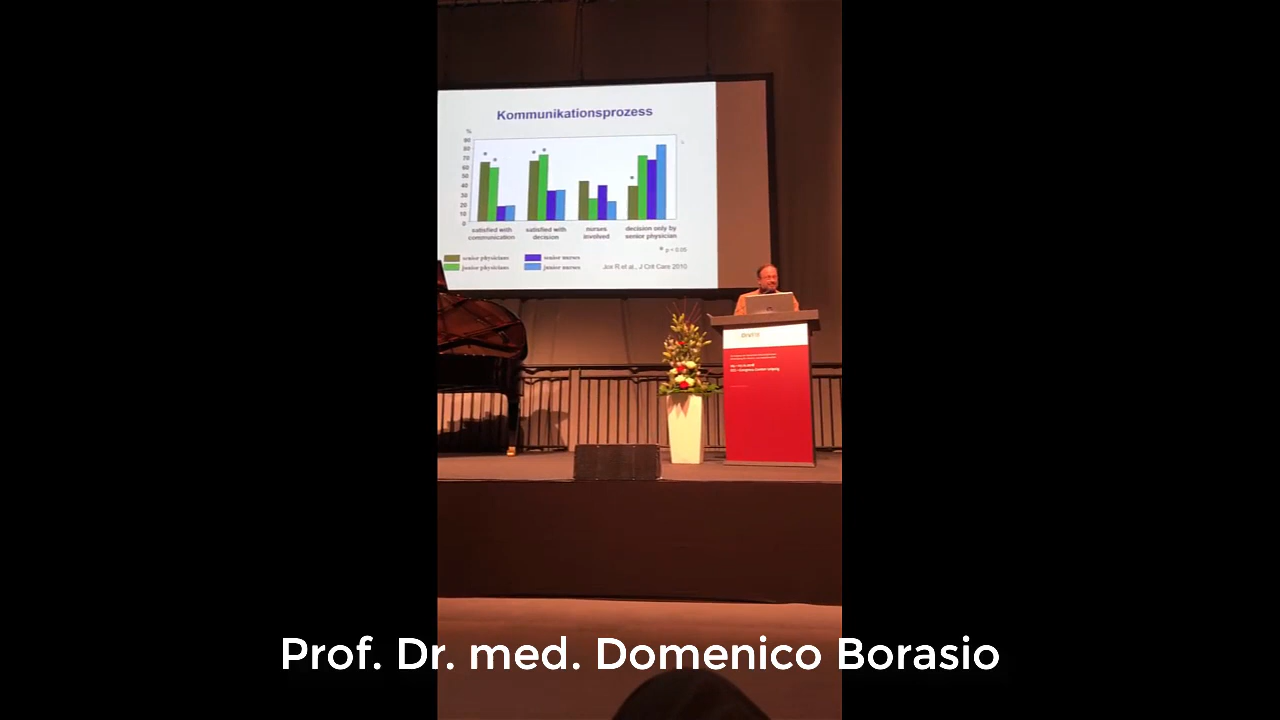 Kommunikationsprozess
%
90
80
70
60
50
40
30
20
10
0
satisfied with communication
satisfied with decision
nurses involved
decision only by senior physician
* p < 0.05
senior physicians
senior nurses
junior physicians
junior nurses
Jox R et al., J Crit Care 2010
DIVI
Prof. Dr. med. Domenico Borasio